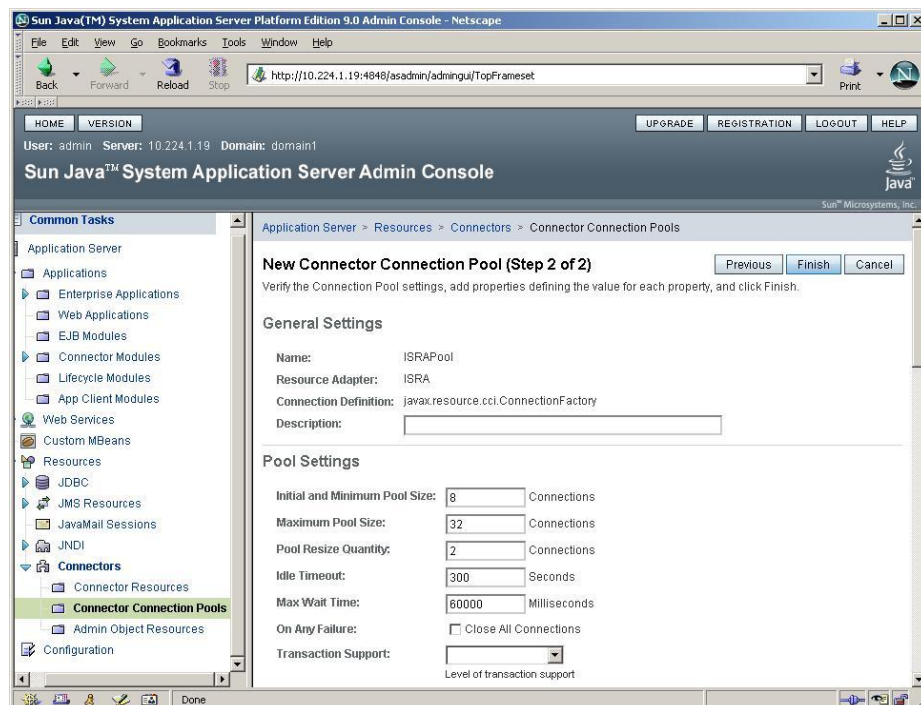 Sun Java(TM) System Application Server Platform Edition 9.0 Admin Console - Netscape
File Edit View Go Bookmarks Tools Window Help
Back Forward Reload Stop http://10.224.1.19:4848/asadmin/admingui/TopFrameset Print
HOME VERSION UPGRADE REGISTRATION LOGOUT HELP
User: admin Server: 10.224.1.19 Domain: domain1
Sun Java™ System Application Server Admin Console
Java
Sun™ Microsystems, Inc.
Common Tasks
Application Server
Applications
Enterprise Applications
Web Applications
EJB Modules
Connector Modules
Lifecycle Modules
App Client Modules
Web Services
Custom MBeans
Resources
JDBC
JMS Resources
JavaMail Sessions
JNDI
Connectors
Connector Resources
Connector Connection Pools
Admin Object Resources
Configuration
Application Server > Resources > Connectors > Connector Connection Pools
New Connector Connection Pool (Step 2 of 2) Previous Finish Cancel
Verify the Connection Pool settings, add properties defining the value for each property, and click Finish.
General Settings
Name: ISRAPool
Resource Adapter: ISRA
Connection Definition: javax.resource.cci.ConnectionFactory
Description:
Pool Settings
Initial and Minimum Pool Size: 8 Connections
Maximum Pool Size: 32 Connections
Pool Resize Quantity: 2 Connections
Idle Timeout: 300 Seconds
Max Wait Time: 60000 Milliseconds
On Any Failure: Close All Connections
Transaction Support:
Level of transaction support
Done